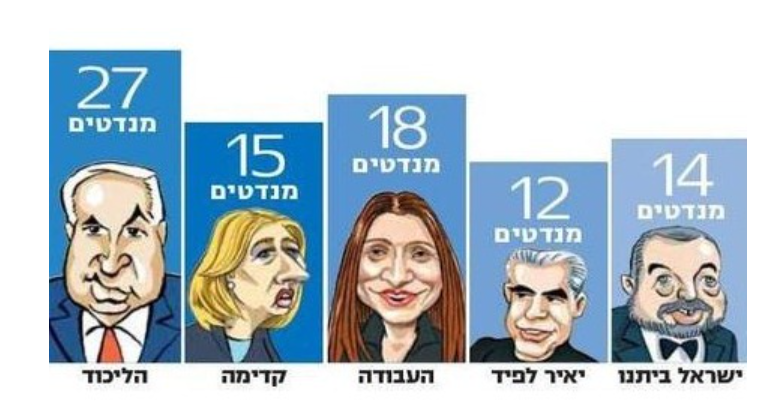 27
מנדטים
15
מנדטים
18
מנדטים
12
מנדטים
14
מנדטים
הליכוד
קדימה
העבודה
יאיר לפיד
ישראל ביתנו